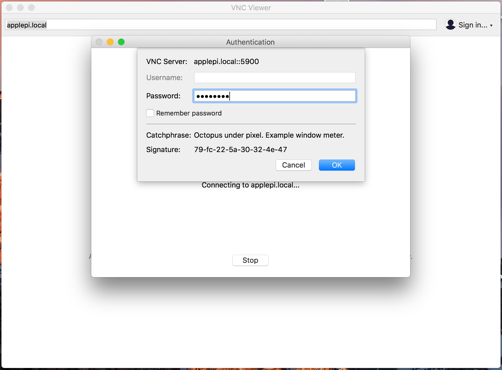 VNC Viewer
applepi.local
Sign in...
Authentication
VNC Server: applepi.local::5900
Username:
Password: ••••••••
Remember password
Catchphrase: Octopus under pixel. Example window meter.
Signature: 79-fc-22-5a-30-32-4e-47
Cancel OK
Connecting to applepi.local...
Stop